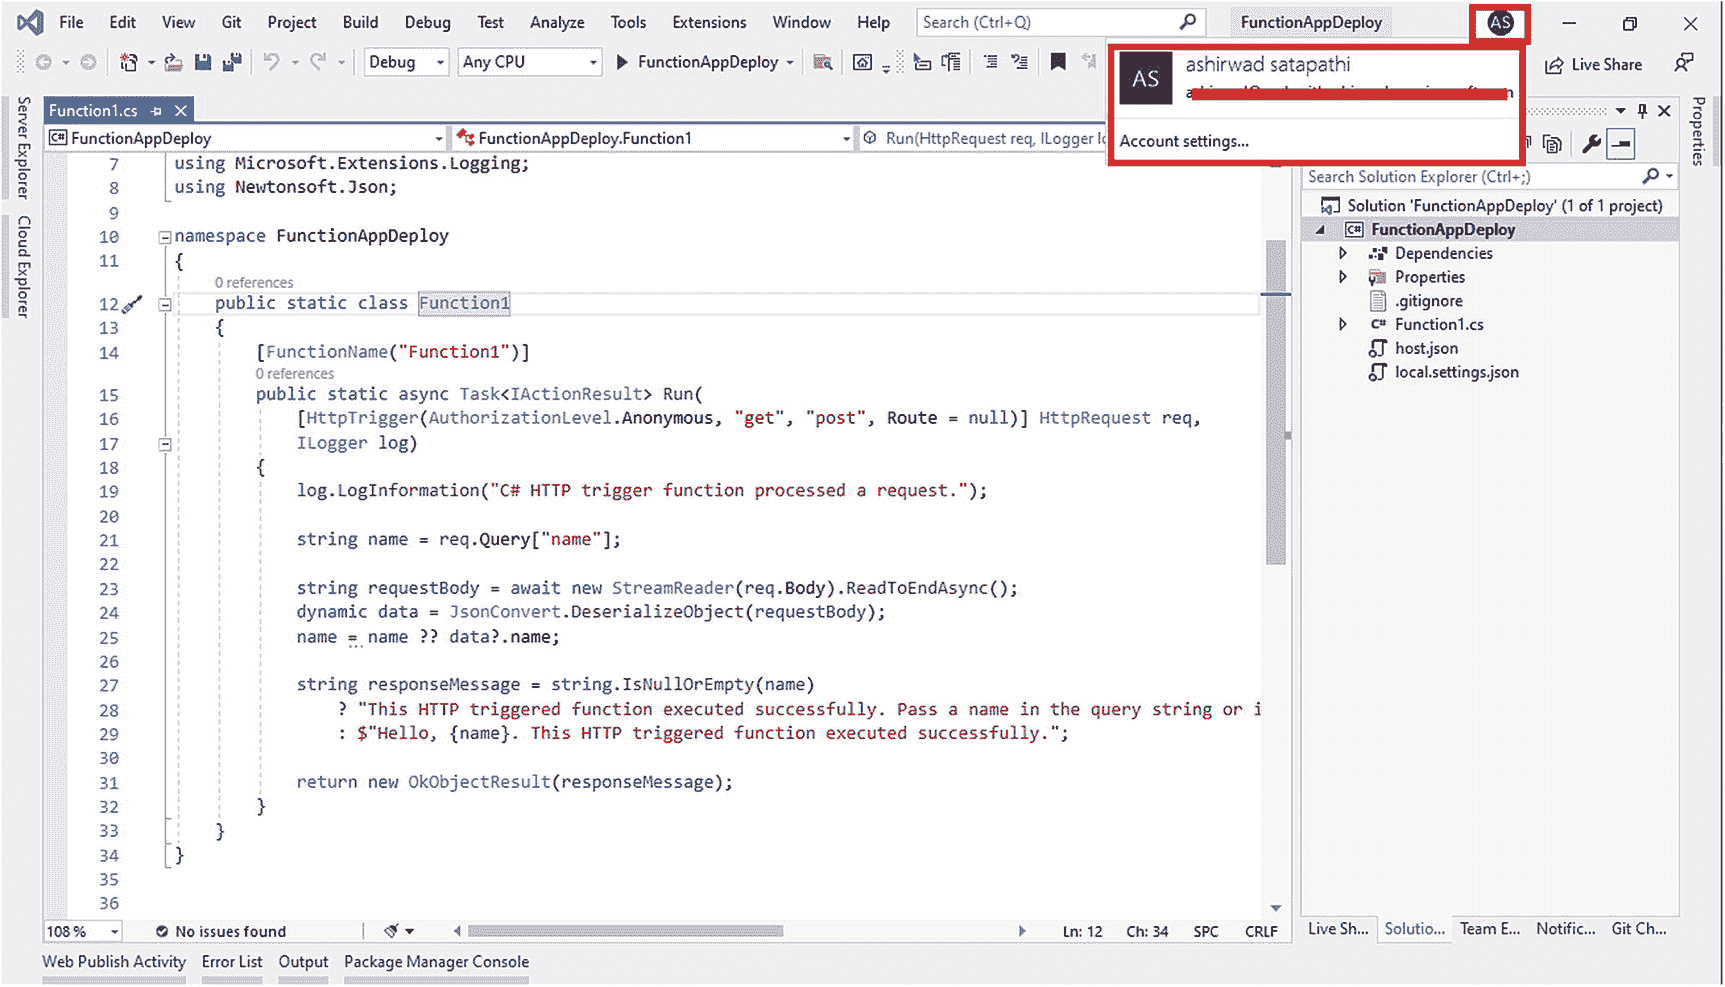 File Edit View Git Project Build Debug Test Analyze Tools Extensions Window Help Search (Ctrl+Q) FunctionAppDeploy AS
Debug Any CPU FunctionAppDeploy Live Share
AS ashirwad satapathi
Account settings...
Server Explorer
Cloud Explorer
Function1.cs
C# FunctionAppDeploy FunctionAppDeploy.Function1 Run(HttpRequest req, ILogger lo
7 using Microsoft.Extensions.Logging;
8 using Newtonsoft.Json;
9
10 namespace FunctionAppDeploy
11 {
0 references
12 public static class Function1
13 {
14 [FunctionName("Function1")]
0 references
15 public static async Task<IActionResult> Run(
16 [HttpTrigger(AuthorizationLevel.Anonymous, "get", "post", Route = null)] HttpRequest req,
17 ILogger log)
18 {
19 log.LogInformation("C# HTTP trigger function processed a request.");
20
21 string name = req.Query["name"];
22
23 string requestBody = await new StreamReader(req.Body).ReadToEndAsync();
24 dynamic data = JsonConvert.DeserializeObject(requestBody);
25 name = name ?? data?.name;
26
27 string responseMessage = string.IsNullOrEmpty(name)
28 ? "This HTTP triggered function executed successfully. Pass a name in the query string or i
29 : $"Hello, {name}. This HTTP triggered function executed successfully.";
30
31 return new OkObjectResult(responseMessage);
32 }
33 }
34 }
35
36
108 % No issues found Ln: 12 Ch: 34 SPC CRLF
Web Publish Activity Error List Output Package Manager Console
Search Solution Explorer (Ctrl+;)
Solution 'FunctionAppDeploy' (1 of 1 project)
C# FunctionAppDeploy
Dependencies
Properties
.gitignore
C# Function1.cs
host.json
local.settings.json
Live Sh... Solutio... Team E... Notific... Git Ch...
Properties